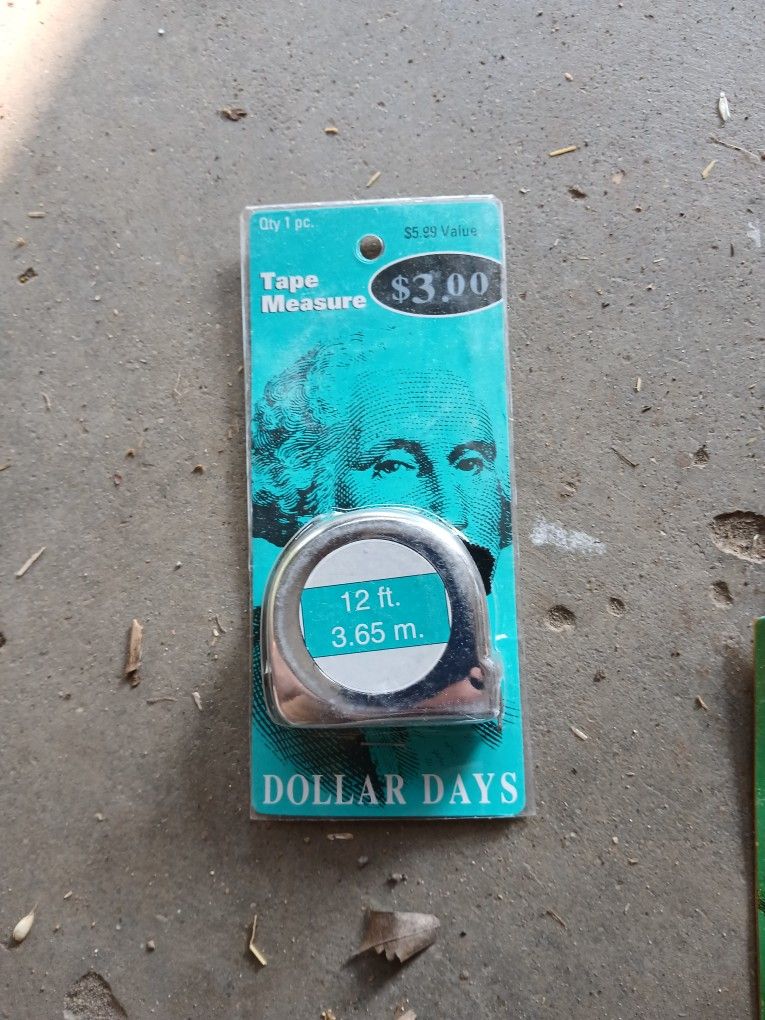 Qty 1 pc.
$5.99 Value
Tape
Measure
$3.00
12 ft.
3.65 m.
DOLLAR DAYS